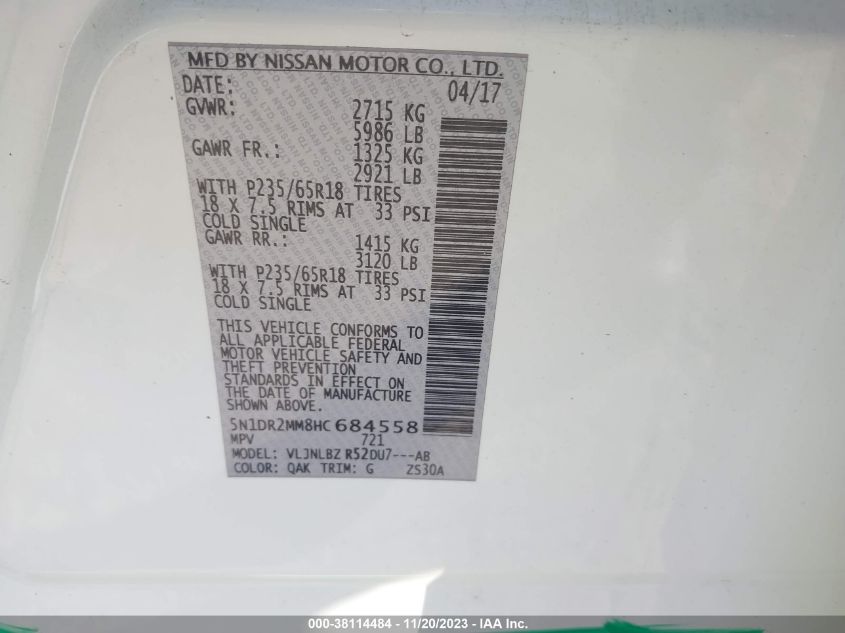 MFD BY NISSAN MOTOR CO., LTD.
DATE: 04/17
GVWR: 2715 KG
5986 LB
GAWR FR.: 1325 KG
2921 LB
WITH P235/65R18 TIRES
18 X 7.5 RIMS AT 33 PSI
COLD SINGLE
GAWR RR.: 1415 KG
3120 LB
WITH P235/65R18 TIRES
18 X 7.5 RIMS AT 33 PSI
COLD SINGLE
THIS VEHICLE CONFORMS TO
ALL APPLICABLE FEDERAL
MOTOR VEHICLE SAFETY AND
THEFT PREVENTION
STANDARDS IN EFFECT ON
THE DATE OF MANUFACTURE
SHOWN ABOVE.
5N1DR2MM8HC684558
MPV 721
MODEL: VLJNLBZ R52DU7---AB
COLOR: QAK TRIM: G ZS30A
000-38114484 - 11/20/2023 - IAA Inc.